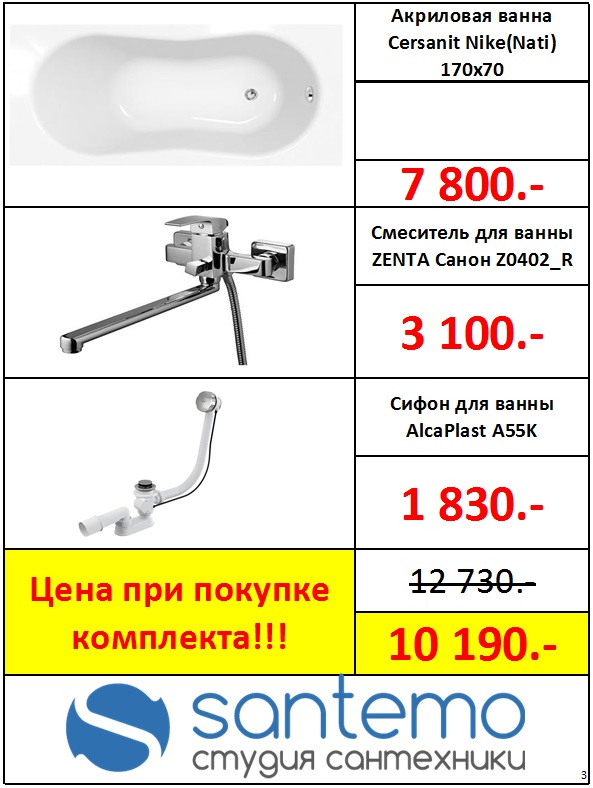 Акриловая ванна
Cersanit Nike(Nati)
170x70
7 800.-
Смеситель для ванны
ZENTA Санон Z0402_R
3 100.-
Сифон для ванны
AlcaPlast A55K
1 830.-
Цена при покупке
комплекта!!!
12 730.-
10 190.-
santemo
студия сантехники
3